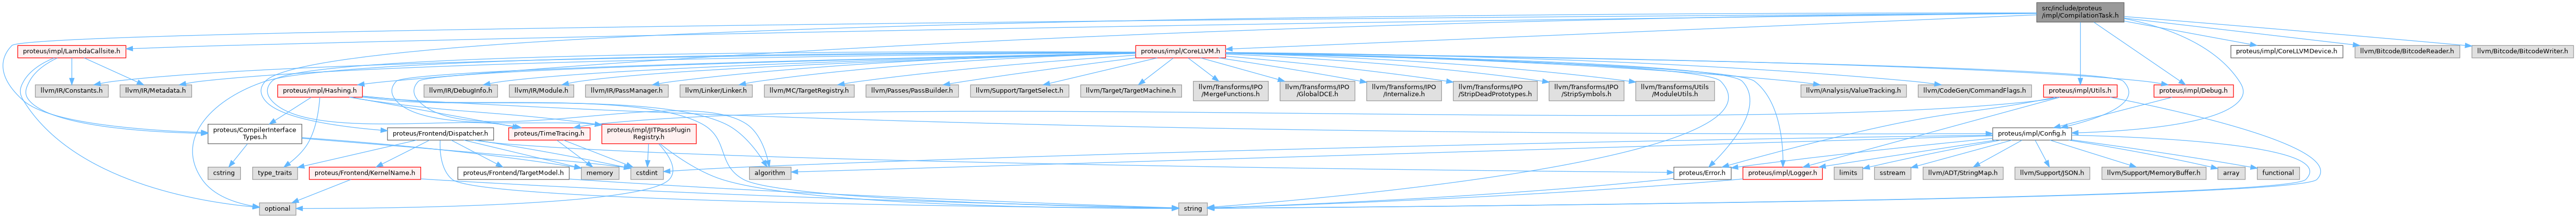 src/include/proteus
/impl/CompilationTask.h
proteus/impl/LambdaCallsite.h
proteus/impl/CoreLLVM.h
proteus/impl/CoreLLVMDevice.h
llvm/Bitcode/BitcodeReader.h
llvm/Bitcode/BitcodeWriter.h
llvm/IR/Constants.h
llvm/IR/Metadata.h
proteus/impl/Hashing.h
llvm/IR/DebugInfo.h
llvm/IR/Module.h
llvm/IR/PassManager.h
llvm/Linker/Linker.h
llvm/MC/TargetRegistry.h
llvm/Passes/PassBuilder.h
llvm/Support/TargetSelect.h
llvm/Target/TargetMachine.h
llvm/Transforms/IPO
/MergeFunctions.h
llvm/Transforms/IPO
/GlobalDCE.h
llvm/Transforms/IPO
/Internalize.h
llvm/Transforms/IPO
/StripDeadPrototypes.h
llvm/Transforms/IPO
/StripSymbols.h
llvm/Transforms/Utils
/ModuleUtils.h
llvm/Analysis/ValueTracking.h
llvm/CodeGen/CommandFlags.h
proteus/impl/Utils.h
proteus/impl/Debug.h
proteus/CompilerInterface
Types.h
proteus/Frontend/Dispatcher.h
proteus/TimeTracing.h
proteus/impl/JITPassPlugin
Registry.h
proteus/impl/Config.h
cstring
type_traits
proteus/Frontend/KernelName.h
proteus/Frontend/TargetModel.h
memory
cstdint
algorithm
proteus/Error.h
proteus/impl/Logger.h
limits
sstream
llvm/ADT/StringMap.h
llvm/Support/JSON.h
llvm/Support/MemoryBuffer.h
array
functional
optional
string